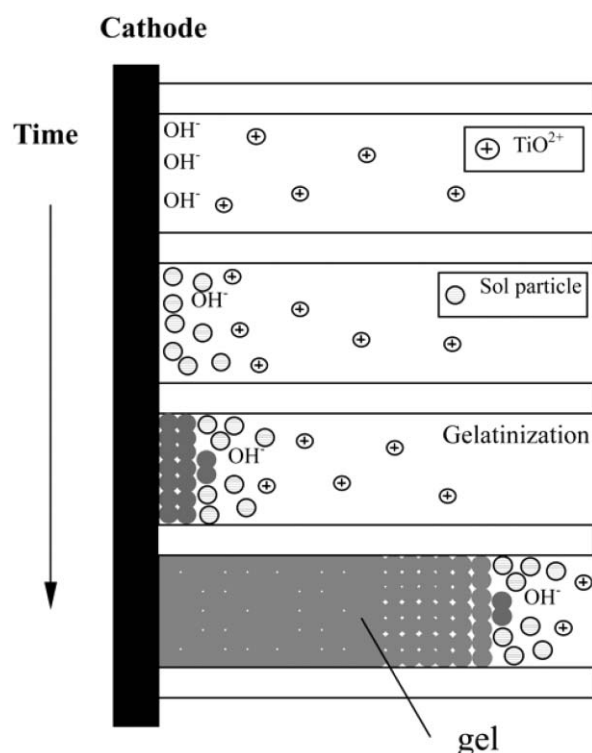 Cathode
Time
OH⁻
TiO²⁺
OH⁻
OH⁻
Sol particle
OH⁻
Gelatinization
OH⁻
OH⁻
gel